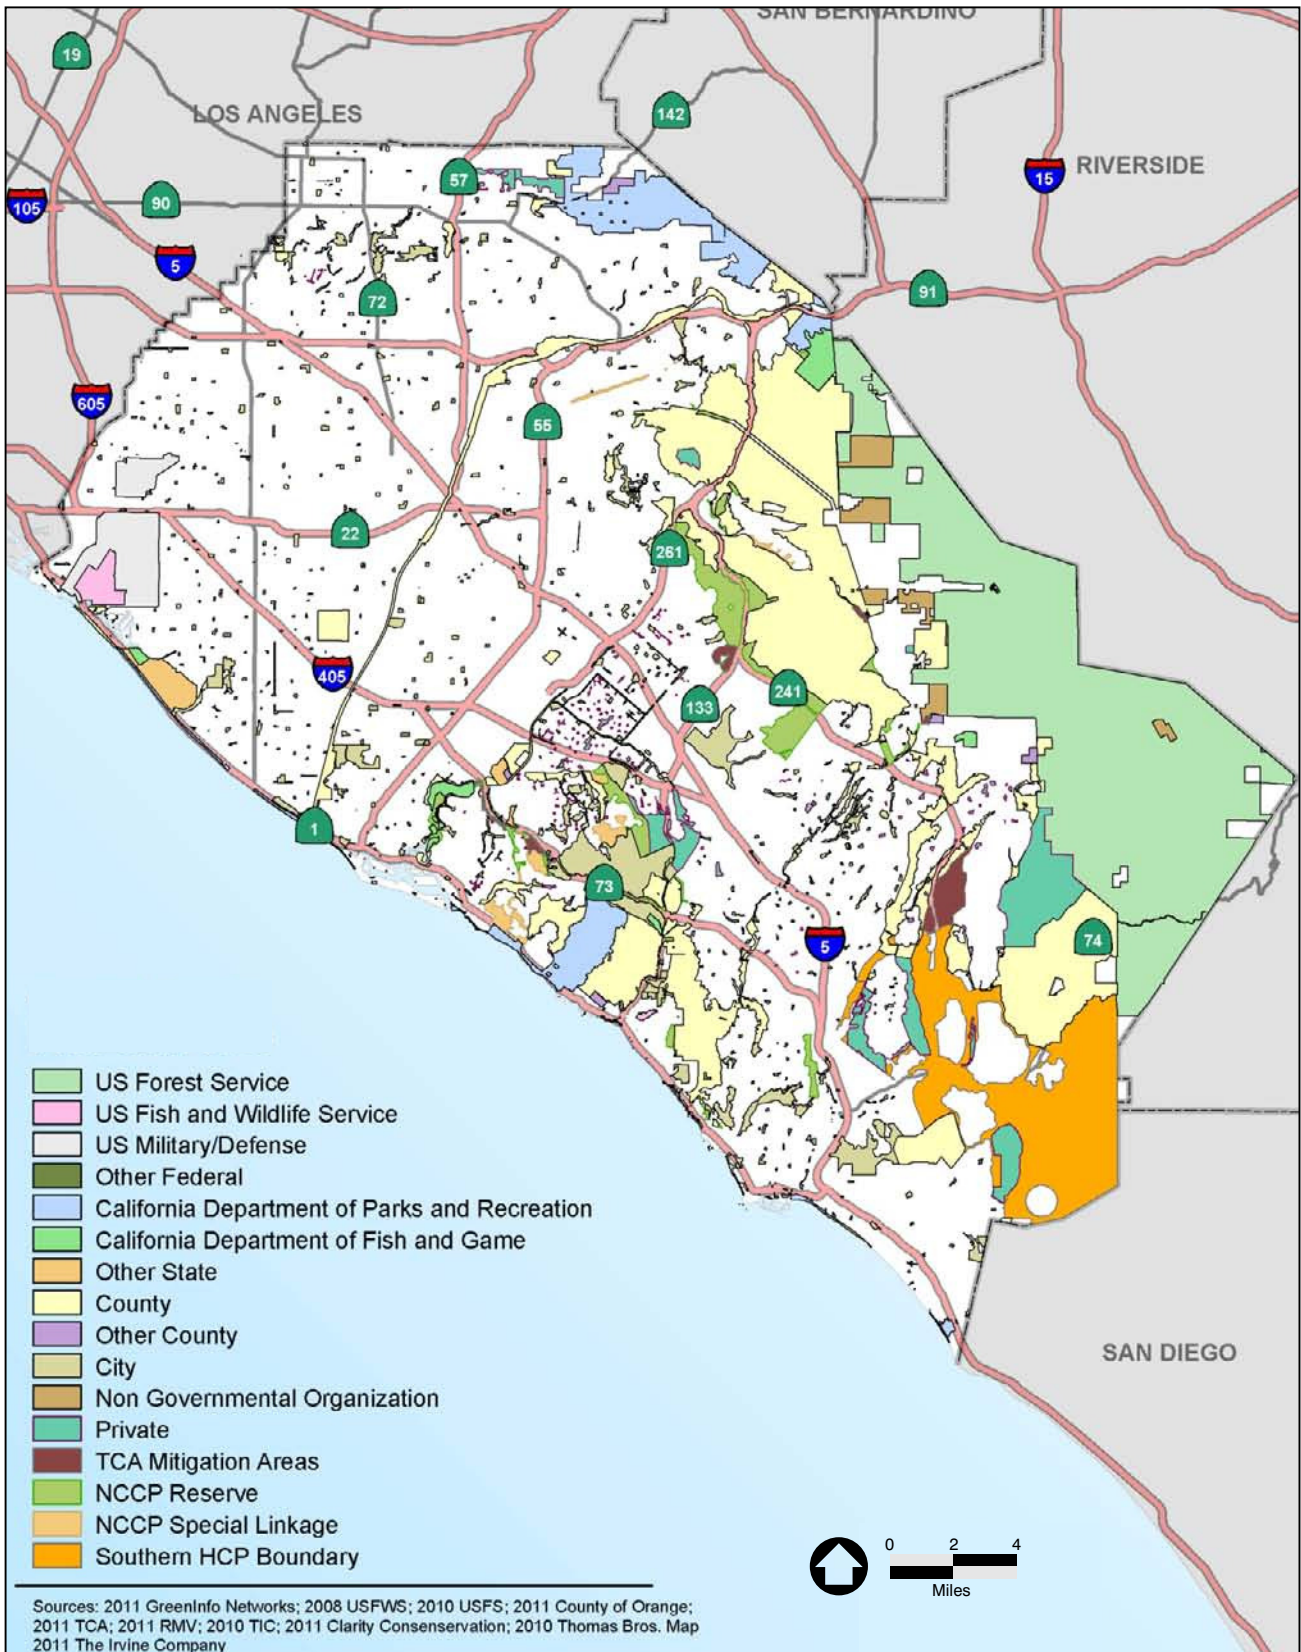 SAN BERNARDINO
19
LOS ANGELES
142
57
15
RIVERSIDE
105
90
5
72
91
605
55
22
261
405
133
241
1
73
5
74
US Forest Service
US Fish and Wildlife Service
US Military/Defense
Other Federal
California Department of Parks and Recreation
California Department of Fish and Game
Other State
County
Other County
City
Non Governmental Organization
Private
TCA Mitigation Areas
NCCP Reserve
NCCP Special Linkage
Southern HCP Boundary
SAN DIEGO
0 2 4
Miles
Sources: 2011 GreenInfo Networks; 2008 USFWS; 2010 USFS; 2011 County of Orange;
2011 TCA; 2011 RMV; 2010 TIC; 2011 Clarity Consenservation; 2010 Thomas Bros. Map
2011 The Irvine Company